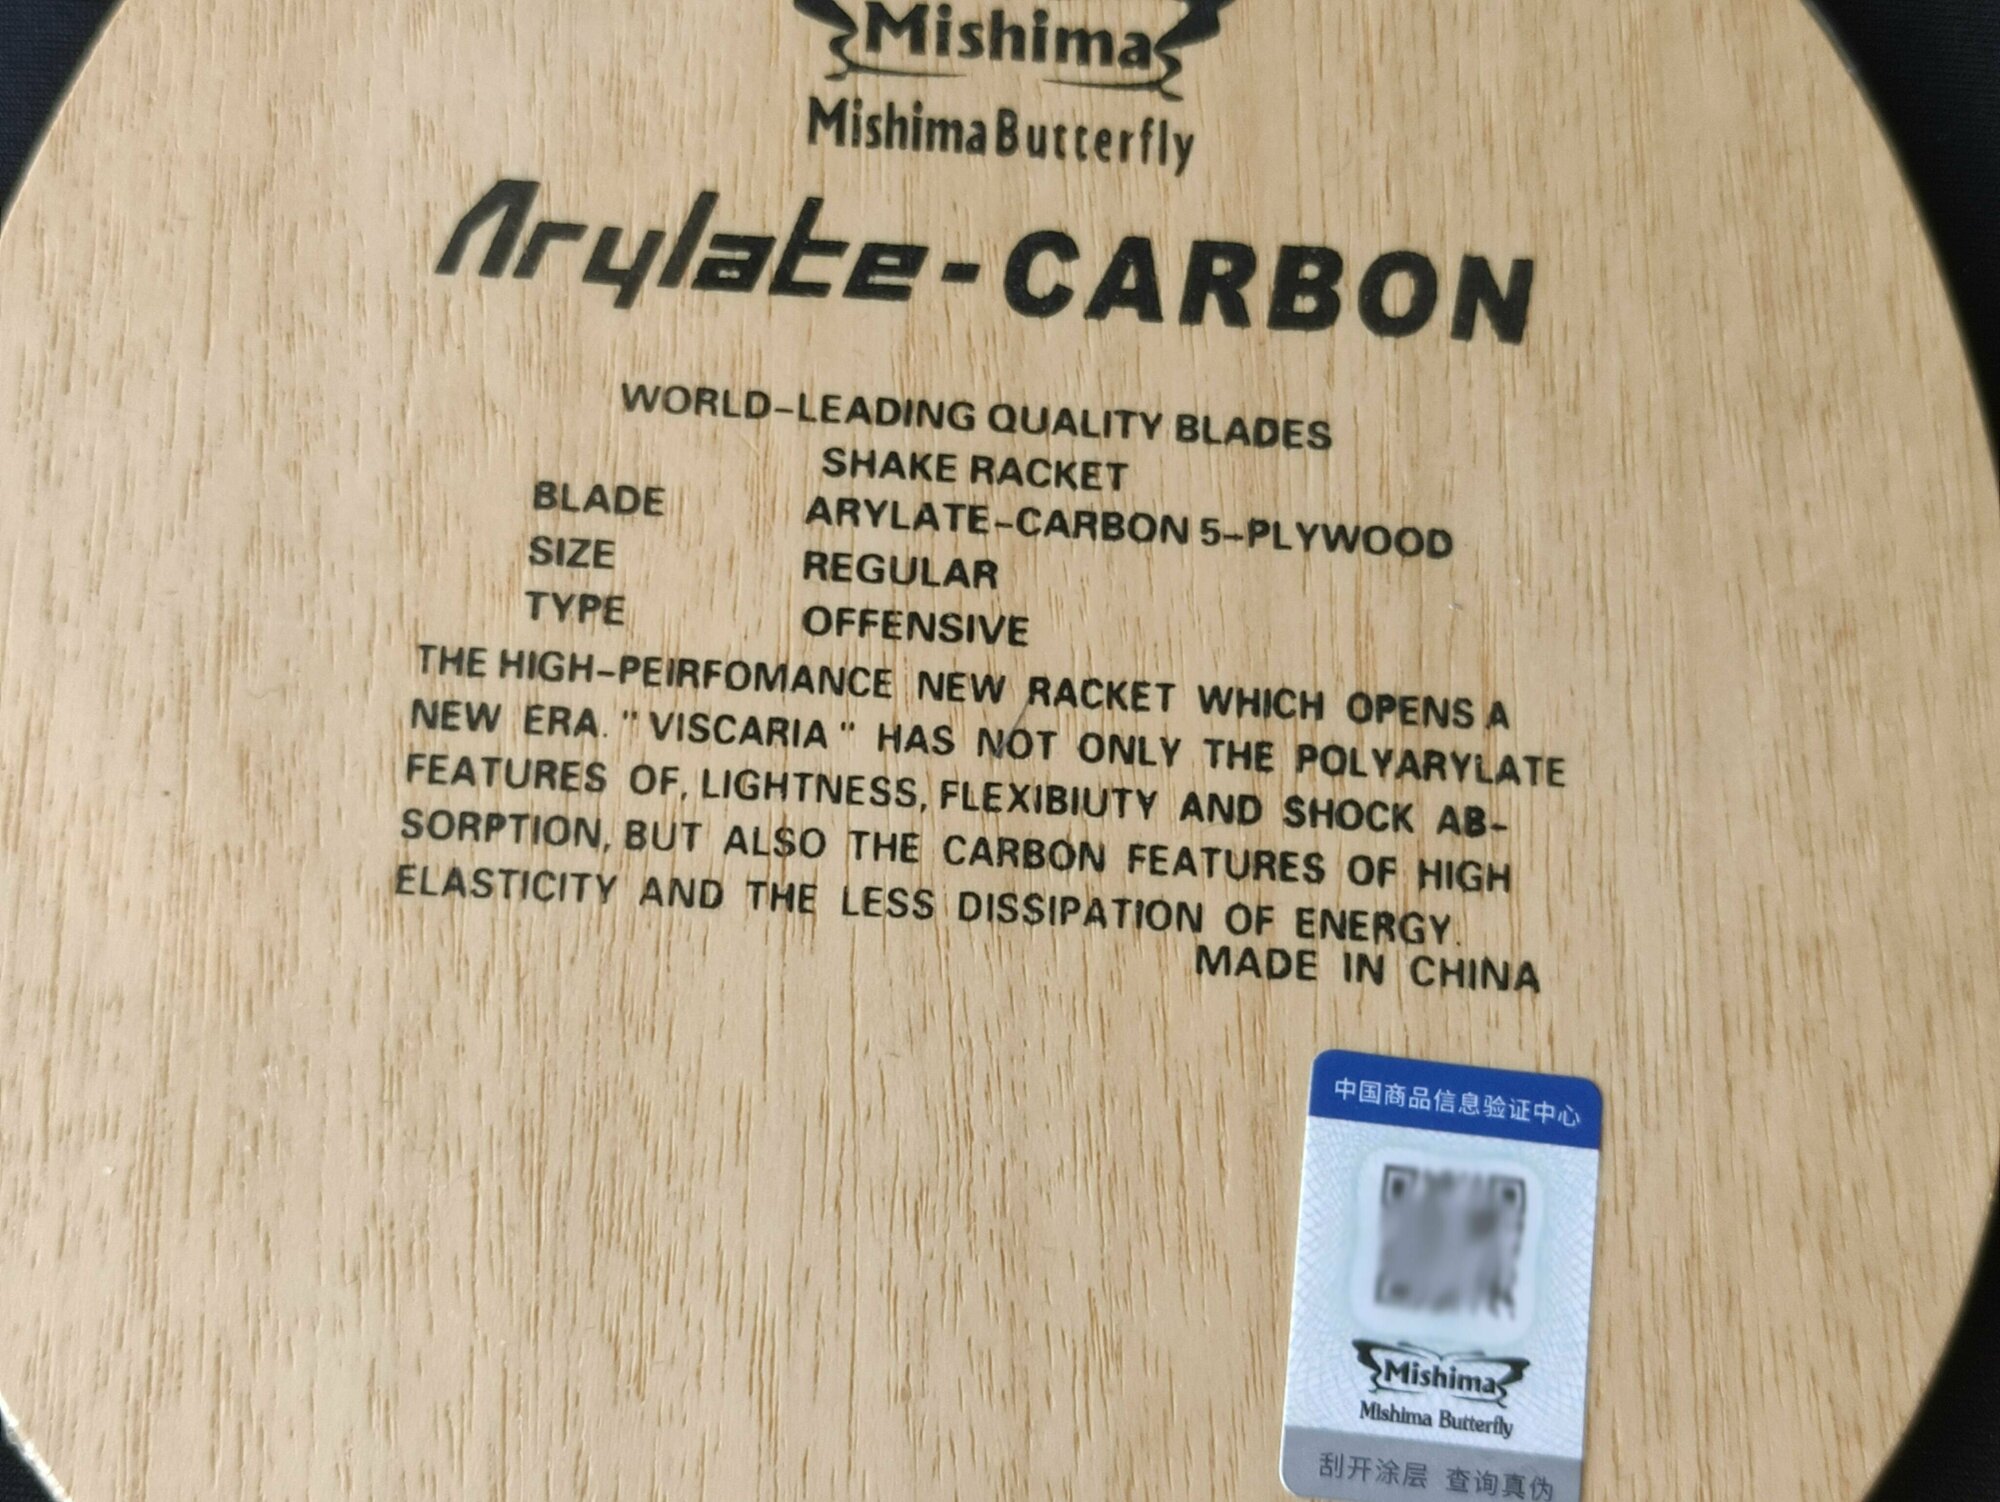 Mishima
MishimaButterfly
Arylate-CARBON
WORLD-LEADING QUALITY BLADES
SHAKE RACKET
BLADE ARYLATE-CARBON 5-PLYWOOD
SIZE REGULAR
TYPE OFFENSIVE
THE HIGH-PEIRFOMANCE NEW RACKET WHICH OPENS A
NEW ERA. "VISCARIA" HAS NOT ONLY THE POLYARYLATE
FEATURES OF, LIGHTNESS, FLEXIBIUTY AND SHOCK AB-
SORPTION, BUT ALSO THE CARBON FEATURES OF HIGH
ELASTICITY AND THE LESS DISSIPATION OF ENERGY.
MADE IN CHINA
中国商品信息验证中心
Mishima
Mishima Butterfly
刮开涂层 查询真伪